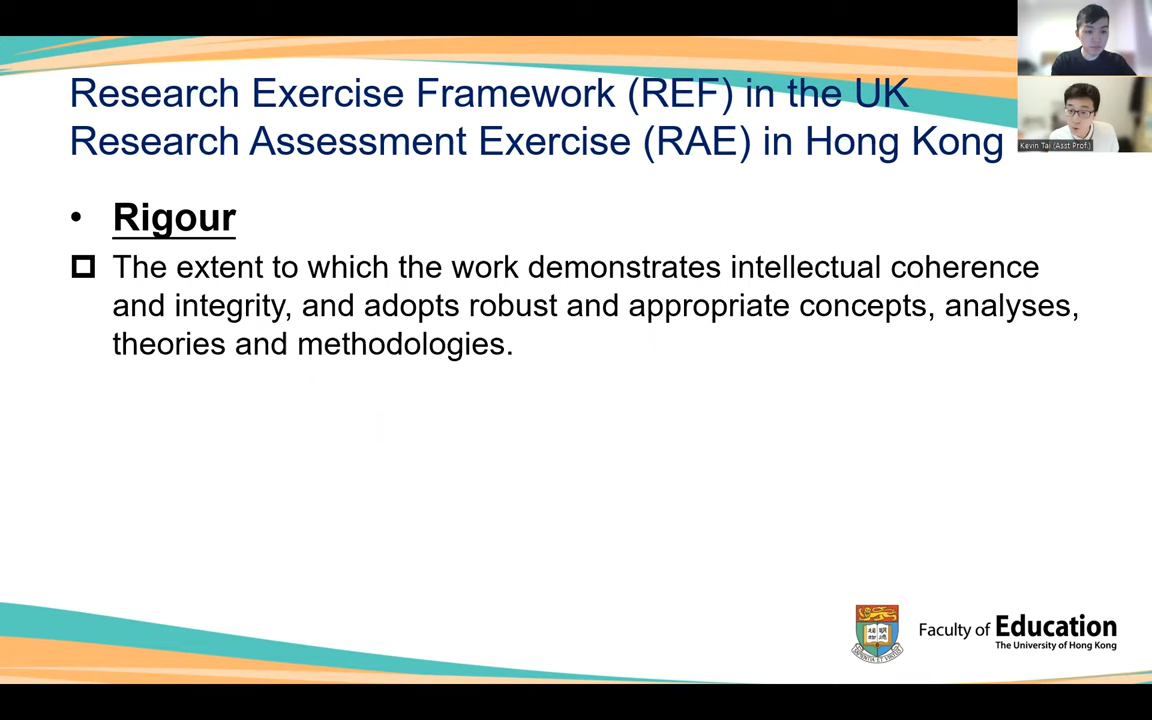 Research Exercise Framework (REF) in the UK
Research Assessment Exercise (RAE) in Hong Kong
Kevin Tai (Asst Prof.)
• Rigour
The extent to which the work demonstrates intellectual coherence
and integrity, and adopts robust and appropriate concepts, analyses,
theories and methodologies.
Faculty of Education
The University of Hong Kong